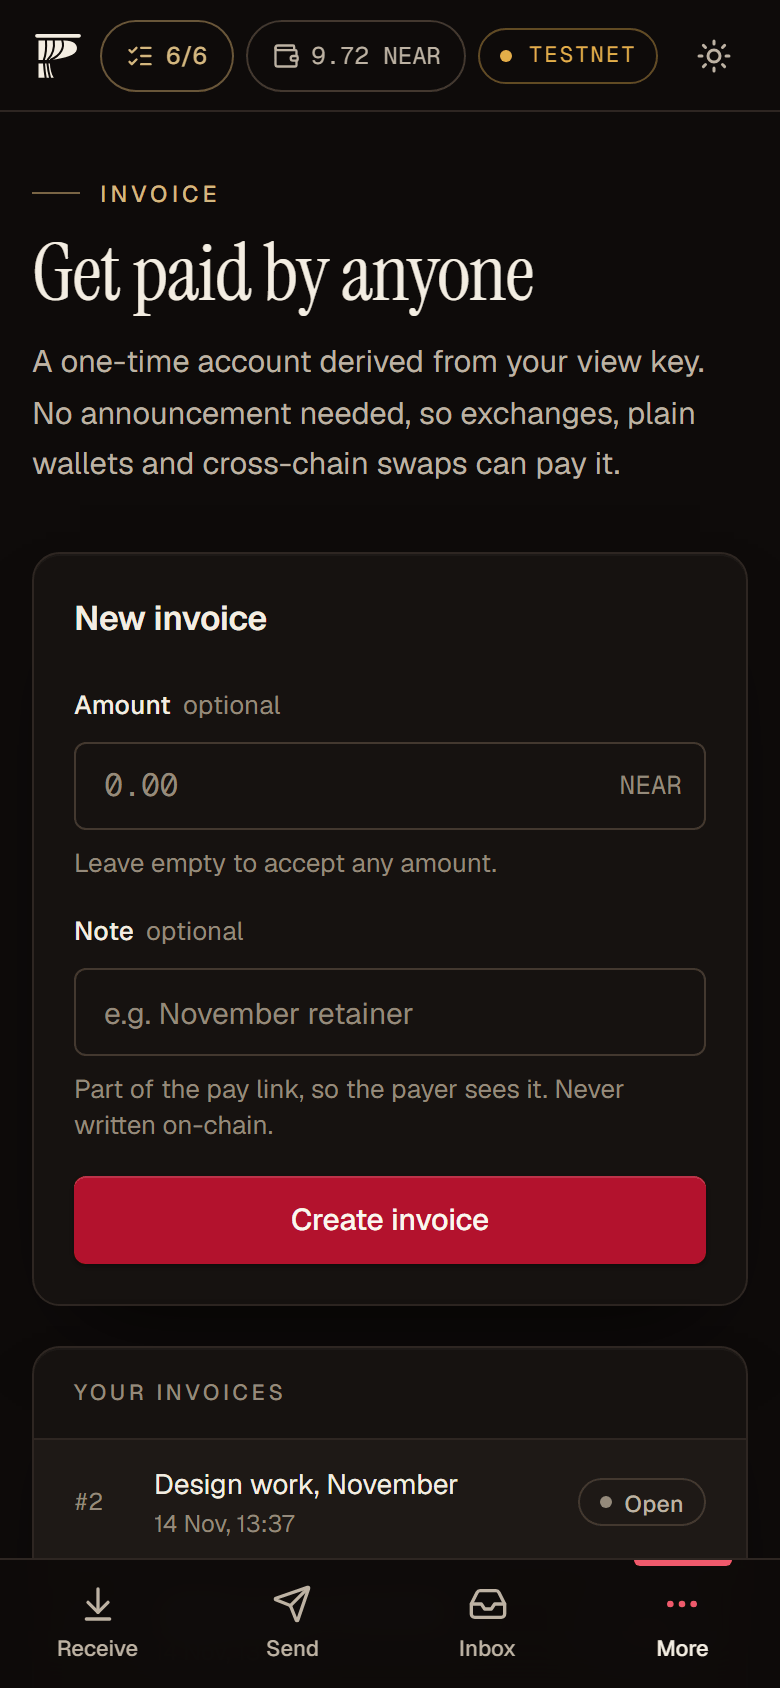 6/6
9.72 NEAR
TESTNET
INVOICE
Get paid by anyone
A one-time account derived from your view key.
No announcement needed, so exchanges, plain
wallets and cross-chain swaps can pay it.
New invoice
Amount optional
0.00 NEAR
Leave empty to accept any amount.
Note optional
e.g. November retainer
Part of the pay link, so the payer sees it. Never
written on-chain.
Create invoice
YOUR INVOICES
#2 Design work, November Open
14 Nov, 13:37
Receive Send Inbox More